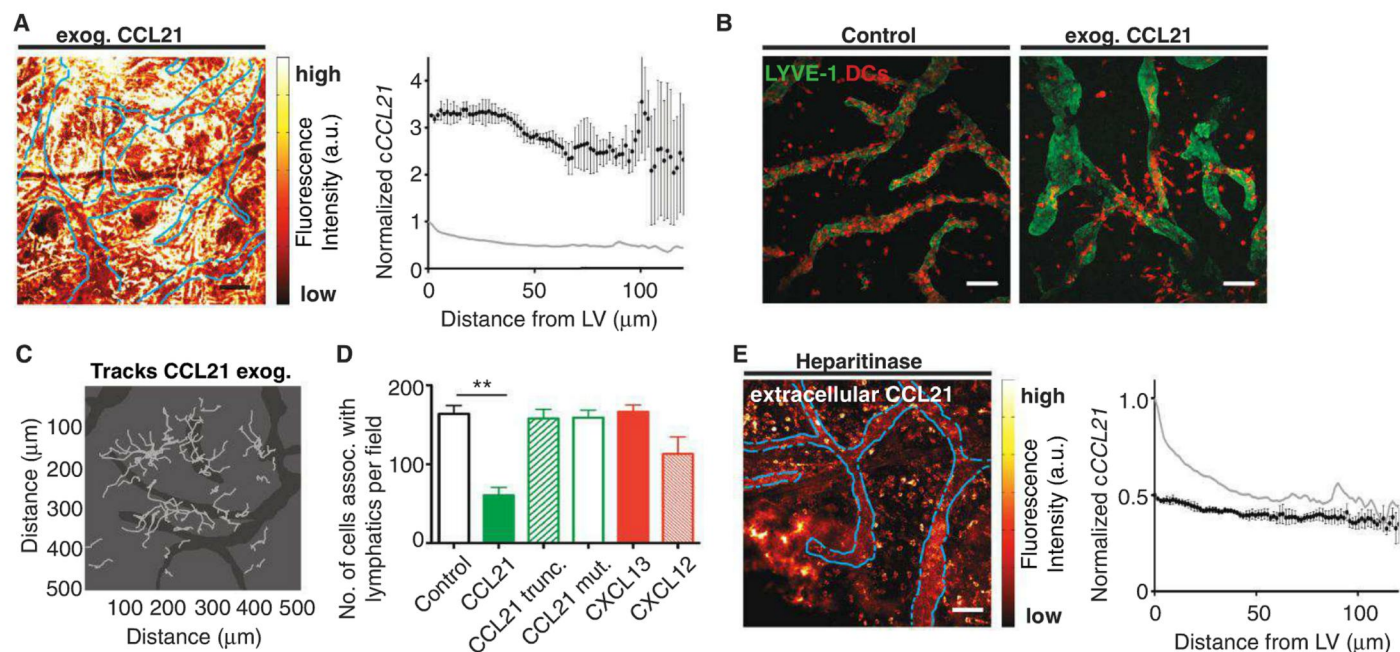 A
exog. CCL21
high
low
Fluorescence
Intensity (a.u.)
Normalized cCCL21
4
3
2
1
0
0
50
100
Distance from LV (µm)
B
Control
exog. CCL21
LYVE-1 DCs
C
Tracks CCL21 exog.
Distance (µm)
100
200
300
400
500
100 200 300 400 500
Distance (µm)
D
No. of cells assoc. with
lymphatics per field
200
100
0
**
Control
CCL21
CCL21 trunc.
CCL21 mut.
CXCL13
CXCL12
E
Heparitinase
extracellular CCL21
high
low
Fluorescence
Intensity (a.u.)
Normalized cCCL21
1.0
0.5
0
0
50
100
Distance from LV (µm)